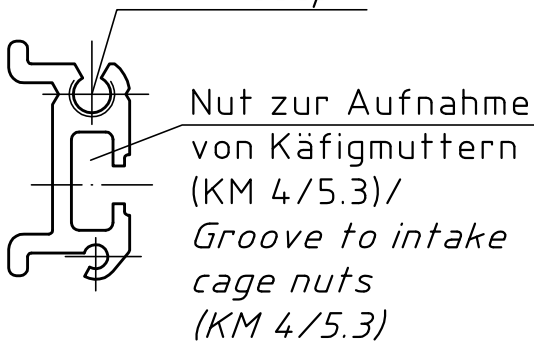 Nut zur Aufnahme
von Käfigmuttern
(KM 4/5.3)/
Groove to intake
cage nuts
(KM 4/5.3)